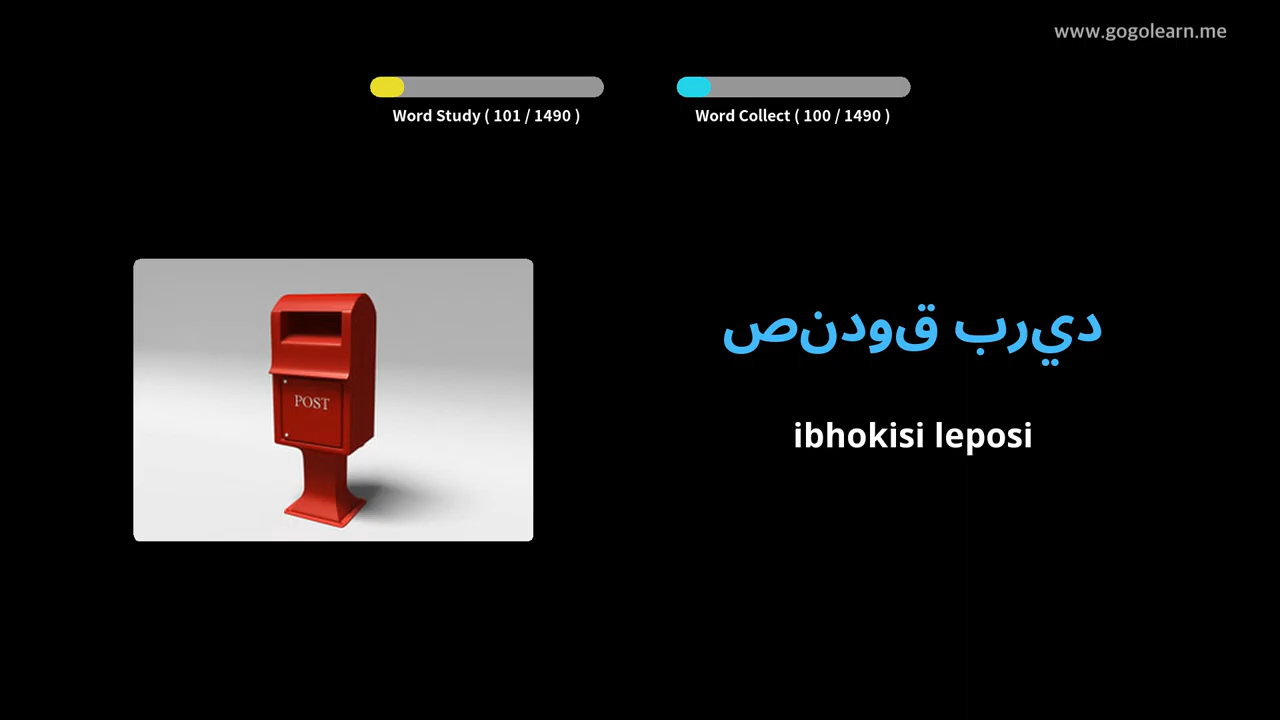 www.gogolearn.me
Word Study ( 101 / 1490 )
Word Collect ( 100 / 1490 )
POST
صندوق بريد
ibhokisi leposi